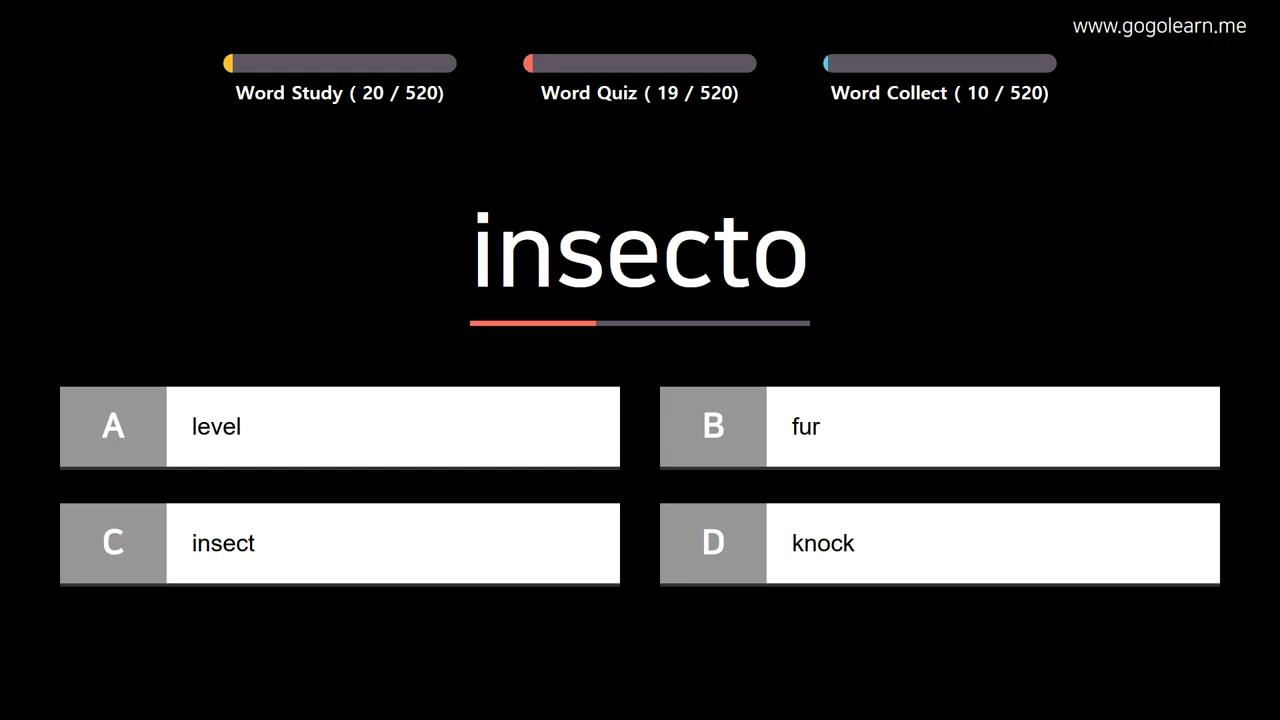 www.gogolearn.me
Word Study ( 20 / 520)
Word Quiz ( 19 / 520)
Word Collect ( 10 / 520)
insecto
A level
B fur
C insect
D knock